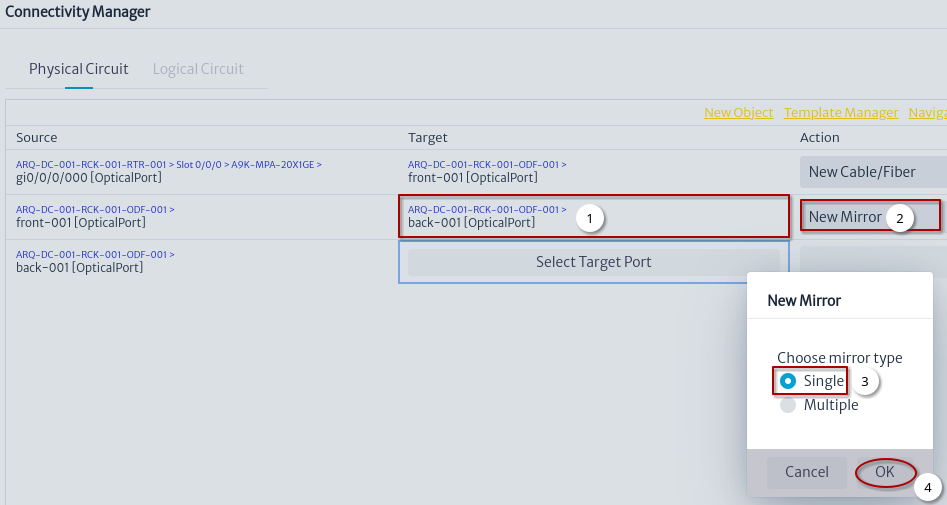 Connectivity Manager
Physical Circuit Logical Circuit
New Object Template Manager Naviga
Source Target Action
ARQ-DC-001-RCK-001-RTR-001 > Slot 0/0/0 > A9K-MPA-20X1GE > ARQ-DC-001-RCK-001-ODF-001 >
gi0/0/0/000 [OpticalPort] front-001 [OpticalPort] New Cable/Fiber
ARQ-DC-001-RCK-001-ODF-001 > ARQ-DC-001-RCK-001-ODF-001 >
front-001 [OpticalPort] back-001 [OpticalPort] 1 New Mirror 2
ARQ-DC-001-RCK-001-ODF-001 >
back-001 [OpticalPort] Select Target Port
New Mirror
Choose mirror type
Single 3
Multiple
Cancel OK
4